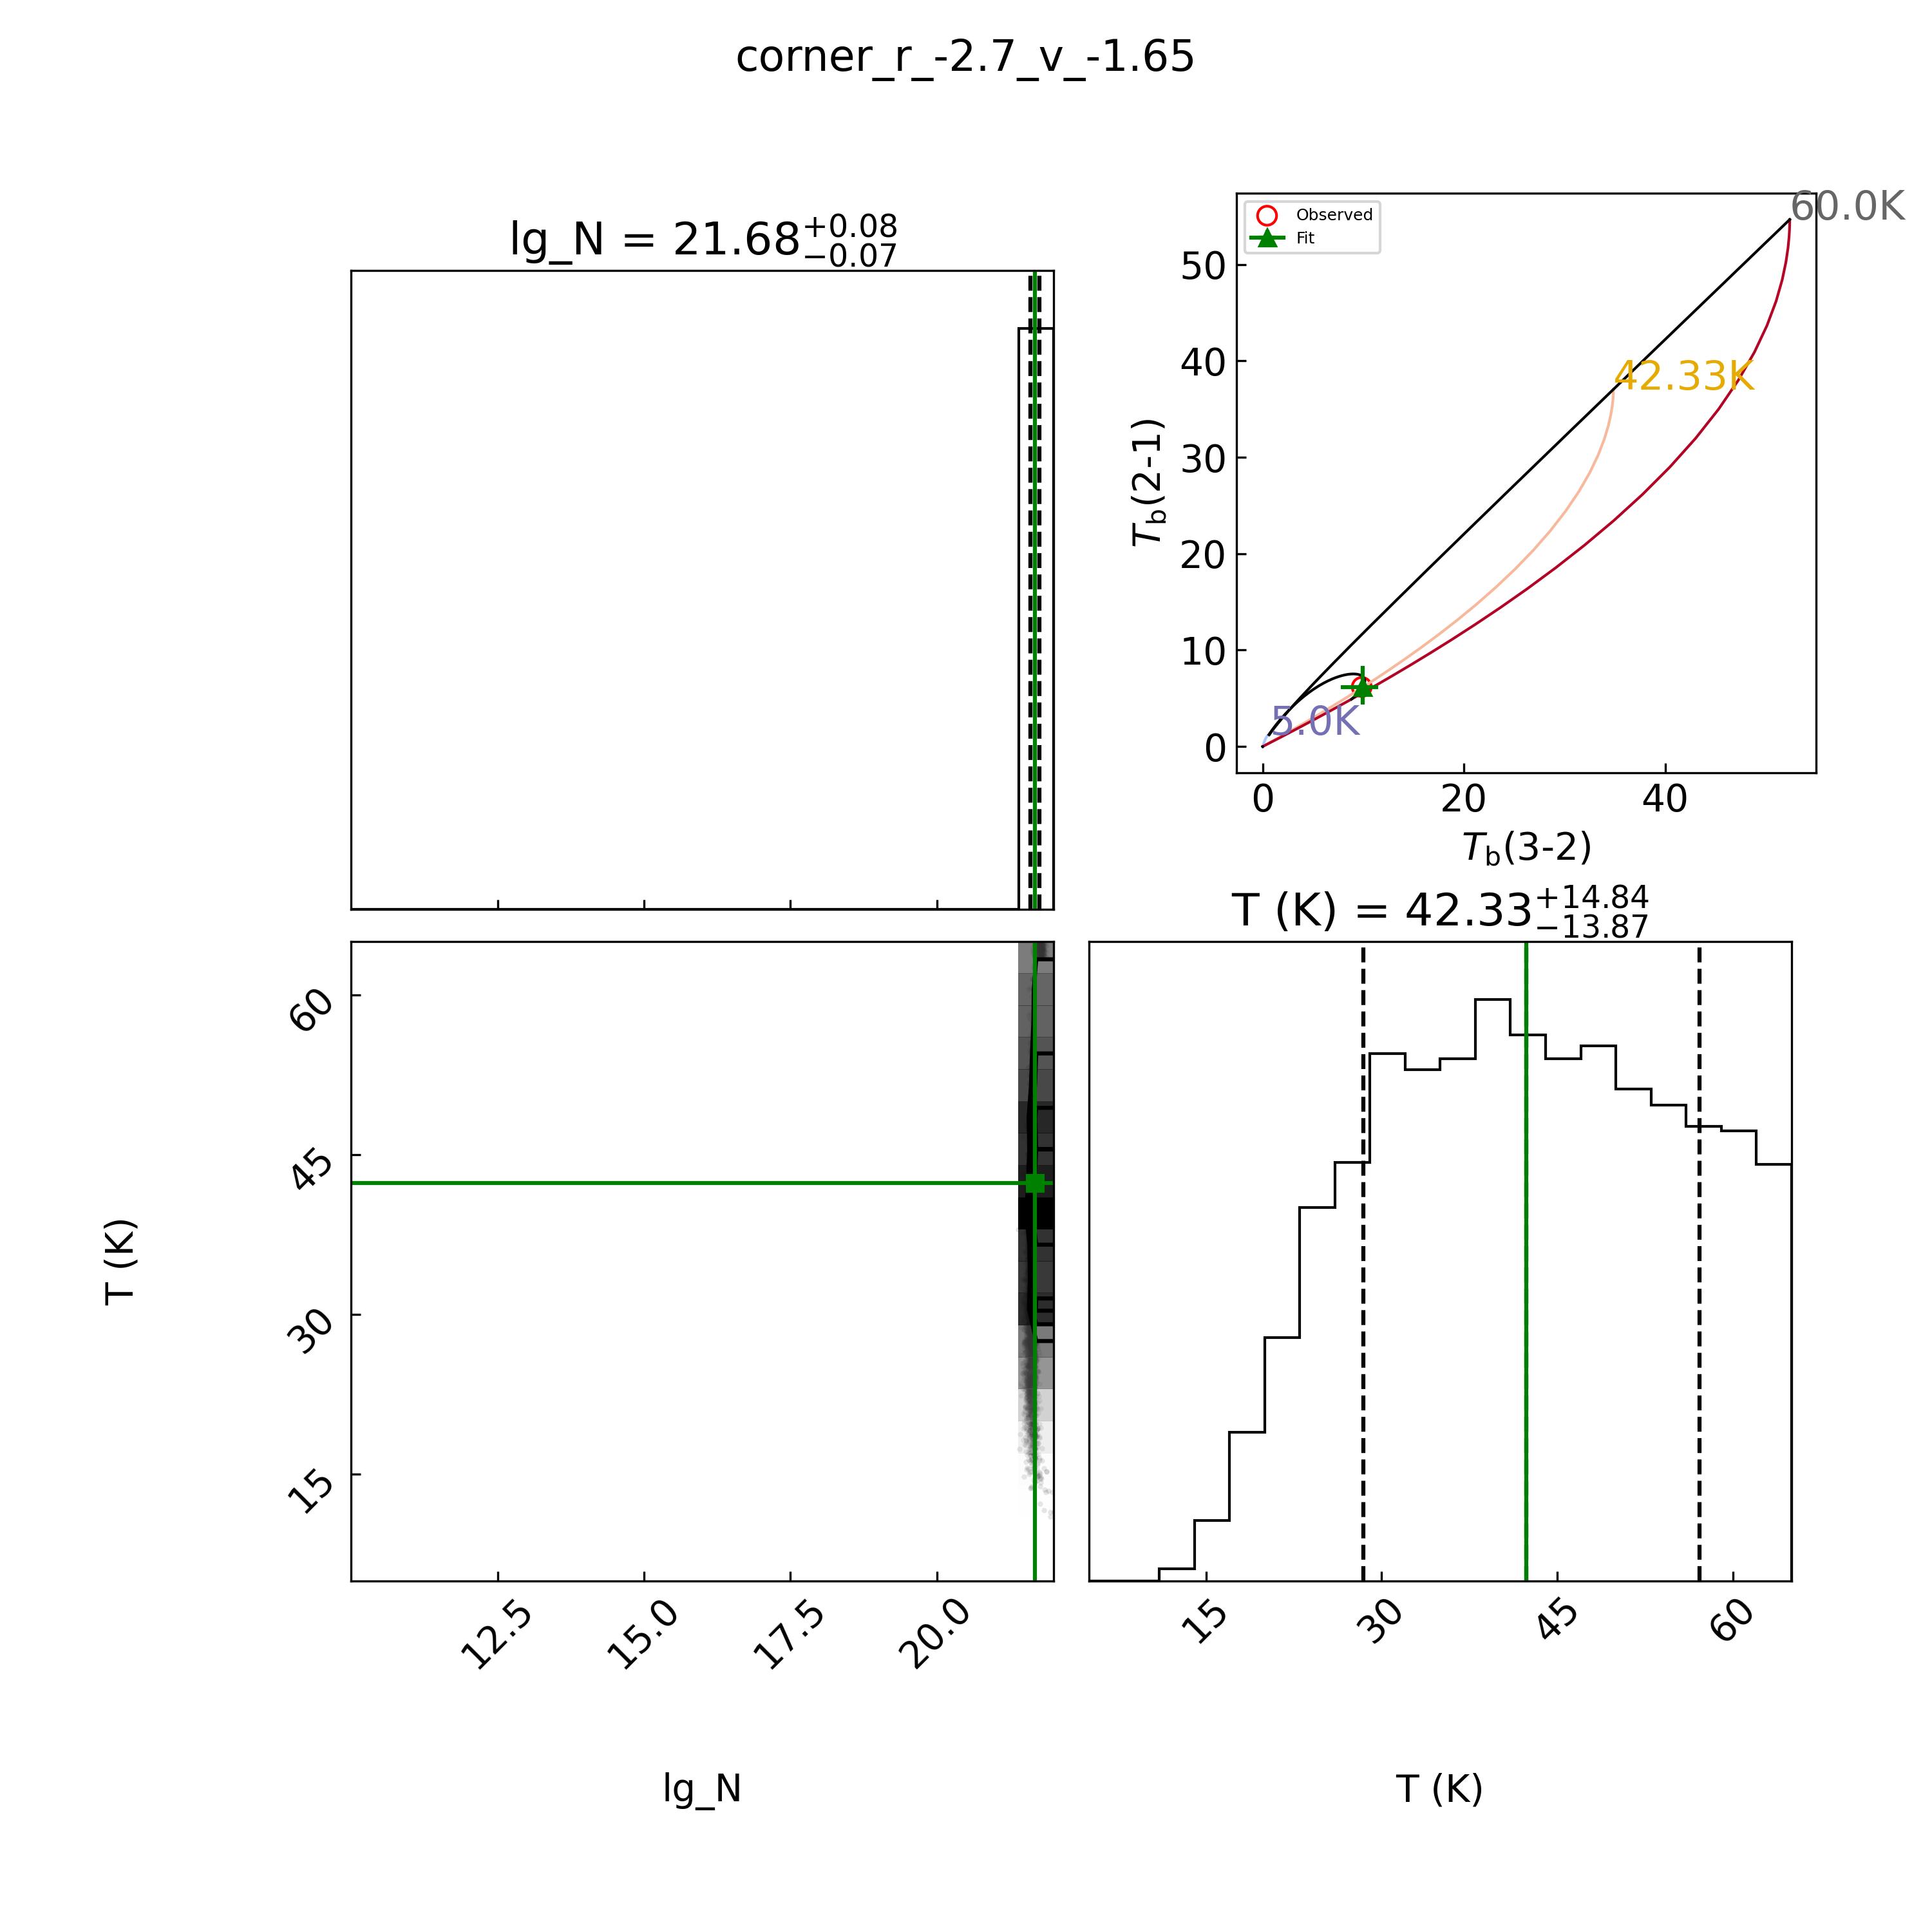 corner_r_-2.7_v_-1.65
lg_N = 21.68+0.08 −0.07
60.0K
Observed
Fit
50
40
30
20
10
0
Tb(2-1)
42.33K
5.0K
0 20 40
Tb(3-2)
T (K) = 42.33+14.84 −13.87
60
45
30
15
T (K)
12.5 15.0 17.5 20.0
15 30 45 60
lg_N
T (K)